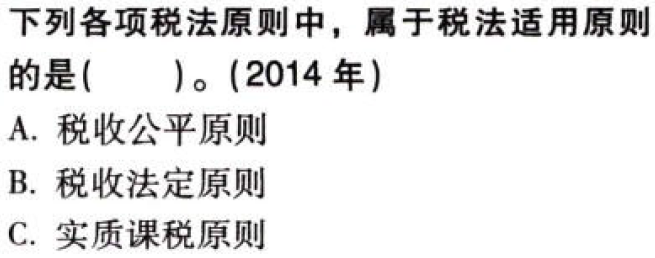 下列各项税法原则中，属于税法适用原则
的是(　　)。(2014 年)
A. 税收公平原则
B. 税收法定原则
C. 实质课税原则